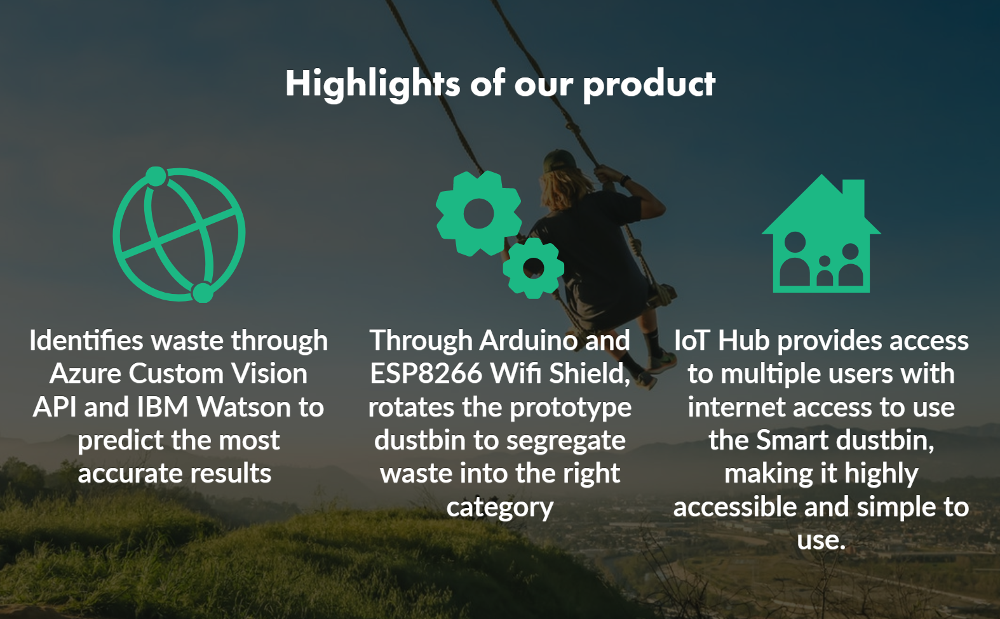 Highlights of our product
Identifies waste through
Azure Custom Vision
API and IBM Watson to
predict the most
accurate results
Through Arduino and
ESP8266 Wifi Shield,
rotates the prototype
dustbin to segregate
waste into the right
category
IoT Hub provides access
to multiple users with
internet access to use
the Smart dustbin,
making it highly
accessible and simple to
use.